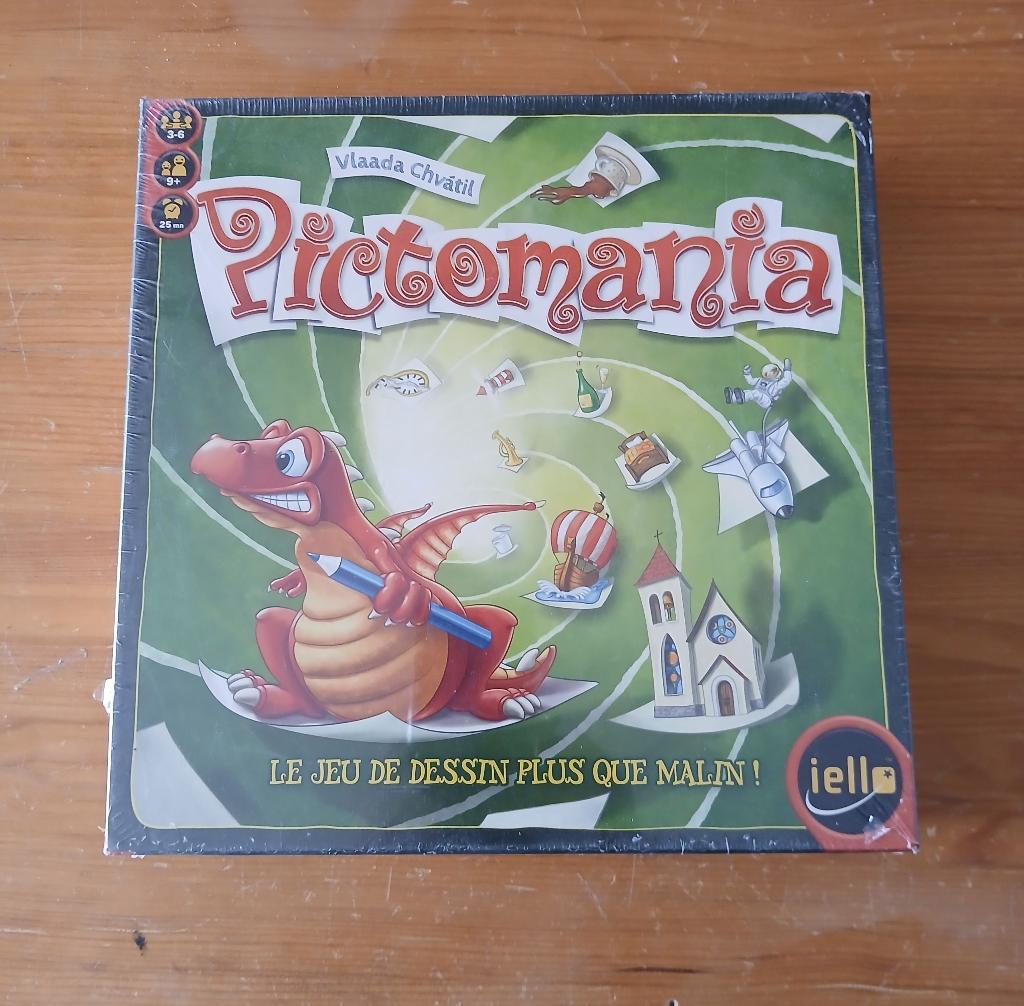 3-6
9+
25 mn
Vlaada Chvátil
Pictomania
LE JEU DE DESSIN PLUS QUE MALIN !
iello